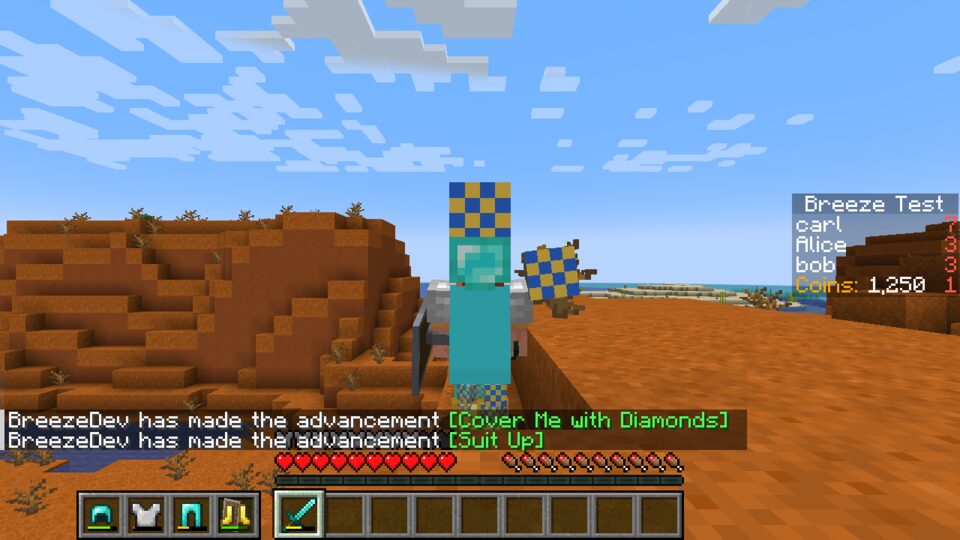 Breeze Test
carl 7
Alice 3
bob 3
Coins: 1,250 1
BreezeDev has made the advancement [Cover Me with Diamonds]
BreezeDev has made the advancement [Suit Up]